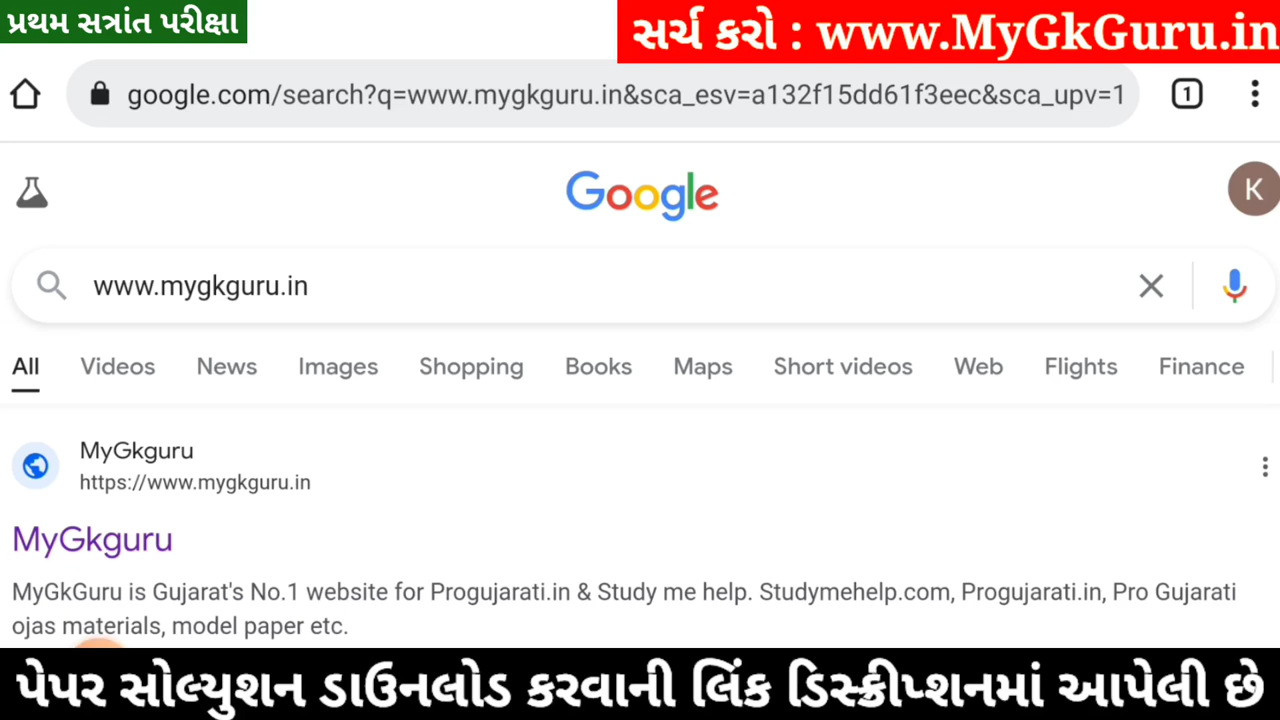 પ્રથમ સત્રાંત પરીક્ષા
સર્ચ કરો : www.MyGkGuru.in
google.com/search?q=www.mygkguru.in&sca_esv=a132f15dd61f3eec&sca_upv=1
1
Google
K
www.mygkguru.in
All Videos News Images Shopping Books Maps Short videos Web Flights Finance
MyGkguru
https://www.mygkguru.in
MyGkguru
MyGkGuru is Gujarat's No.1 website for Progujarati.in & Study me help. Studymehelp.com, Progujarati.in, Pro Gujarati
ojas materials, model paper etc.
પેપર સોલ્યુશન ડાઉનલોડ કરવાની લિંક ડિસ્ક્રીપ્શનમાં આપેલી છે